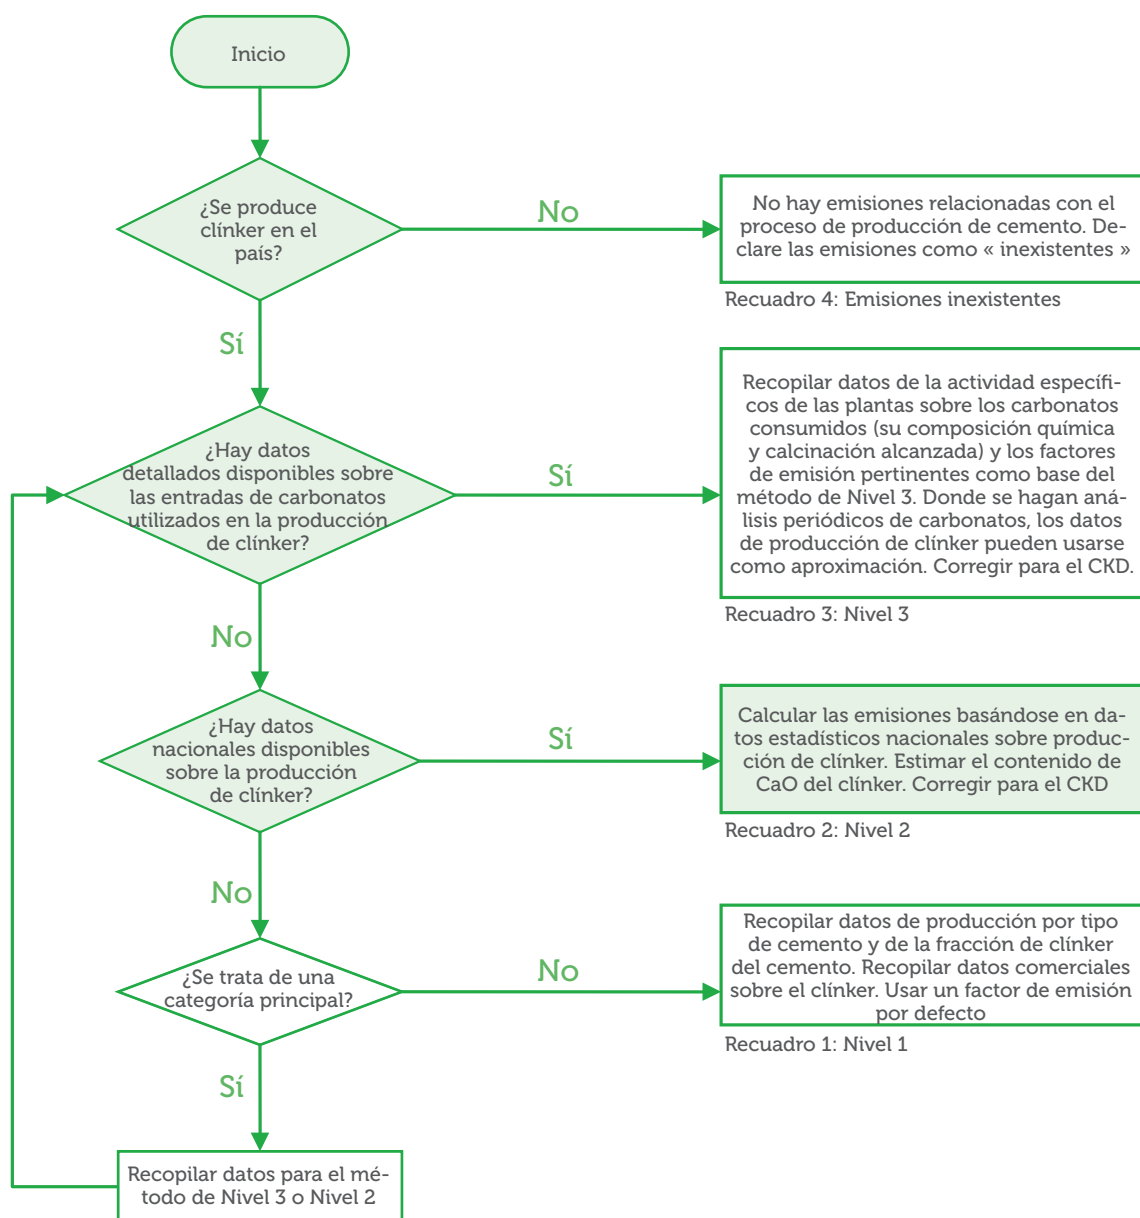 Inicio
¿Se produce
clínker en el
país?
No
No hay emisiones relacionadas con el
proceso de producción de cemento. De-
clare las emisiones como « inexistentes »
Recuadro 4: Emisiones inexistentes
Sí
¿Hay datos
detallados disponibles sobre
las entradas de carbonatos
utilizados en la producción
de clínker?
Sí
Recopilar datos de la actividad específi-
cos de las plantas sobre los carbonatos
consumidos (su composición química
y calcinación alcanzada) y los factores
de emisión pertinentes como base del
método de Nivel 3. Donde se hagan aná-
lisis periódicos de carbonatos, los datos
de producción de clínker pueden usarse
como aproximación. Corregir para el CKD.
Recuadro 3: Nivel 3
No
¿Hay datos
nacionales disponibles
sobre la producción
de clínker?
Sí
Calcular las emisiones basándose en da-
tos estadísticos nacionales sobre produc-
ción de clínker. Estimar el contenido de
CaO del clínker. Corregir para el CKD
Recuadro 2: Nivel 2
No
¿Se trata de una
categoría principal?
No
Recopilar datos de producción por tipo
de cemento y de la fracción de clínker
del cemento. Recopilar datos comerciales
sobre el clínker. Usar un factor de emisión
por defecto
Recuadro 1: Nivel 1
Sí
Recopilar datos para el mé-
todo de Nivel 3 o Nivel 2